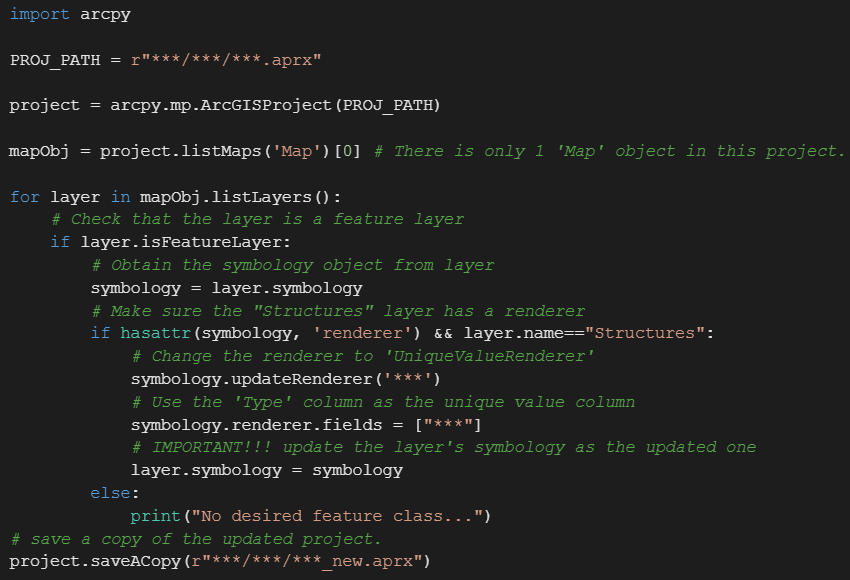 import arcpy
PROJ_PATH = r"***/***/***.aprx"
project = arcpy.mp.ArcGISProject(PROJ_PATH)
mapObj = project.listMaps('Map')[0] # There is only 1 'Map' object in this project.
for layer in mapObj.listLayers():
    # Check that the layer is a feature layer
    if layer.isFeatureLayer:
        # Obtain the symbology object from layer
        symbology = layer.symbology
        # Make sure the "Structures" layer has a renderer
        if hasattr(symbology, 'renderer') && layer.name=="Structures":
            # Change the renderer to 'UniqueValueRenderer'
            symbology.updateRenderer('***')
            # Use the 'Type' column as the unique value column
            symbology.renderer.fields = ["***"]
            # IMPORTANT!!! update the layer's symbology as the updated one
            layer.symbology = symbology
        else:
            print("No desired feature class...")
# save a copy of the updated project.
project.saveACopy(r"***/***/***_new.aprx")